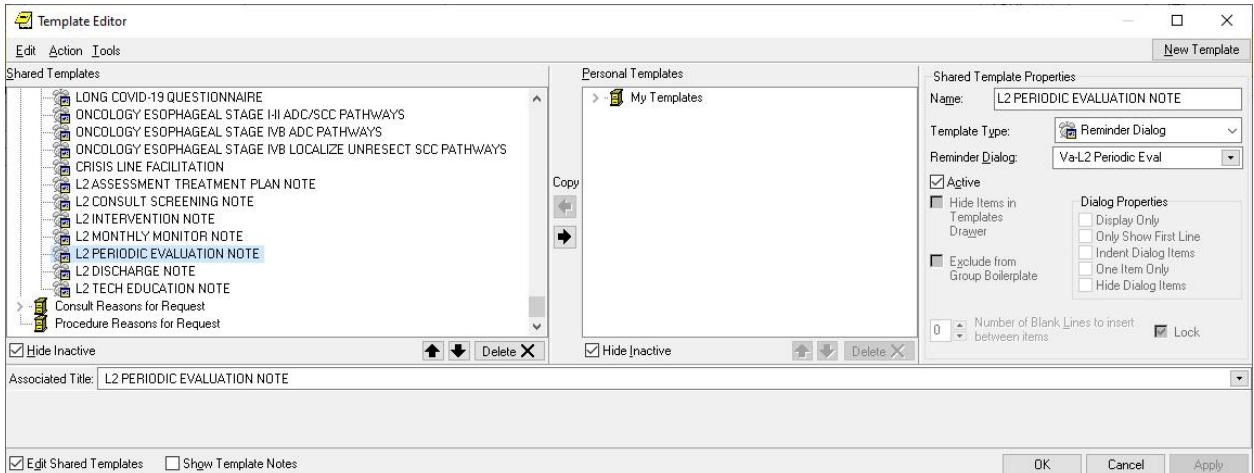 Template Editor
Edit Action Tools
New Template
Shared Templates
LONG COVID-19 QUESTIONNAIRE
ONCOLOGY ESOPHAGEAL STAGE I-II ADC/SCC PATHWAYS
ONCOLOGY ESOPHAGEAL STAGE IVB ADC PATHWAYS
ONCOLOGY ESOPHAGEAL STAGE IVB LOCALIZE UNRESECT SCC PATHWAYS
CRISIS LINE FACILITATION
L2 ASSESSMENT TREATMENT PLAN NOTE
L2 CONSULT SCREENING NOTE
L2 INTERVENTION NOTE
L2 MONTHLY MONITOR NOTE
L2 PERIODIC EVALUATION NOTE
L2 DISCHARGE NOTE
L2 TECH EDUCATION NOTE
Consult Reasons for Request
Procedure Reasons for Request
Hide Inactive
Delete
Copy
Personal Templates
My Templates
Hide Inactive
Delete
Shared Template Properties
Name: L2 PERIODIC EVALUATION NOTE
Template Type: Reminder Dialog
Reminder Dialog: Va-L2 Periodic Eval
Active
Hide Items in
Templates
Drawer
Exclude from
Group Boilerplate
Dialog Properties
Display Only
Only Show First Line
Indent Dialog Items
One Item Only
Hide Dialog Items
0 Number of Blank Lines to insert
between items
Lock
Associated Title: L2 PERIODIC EVALUATION NOTE
Edit Shared Templates Show Template Notes
OK Cancel Apply